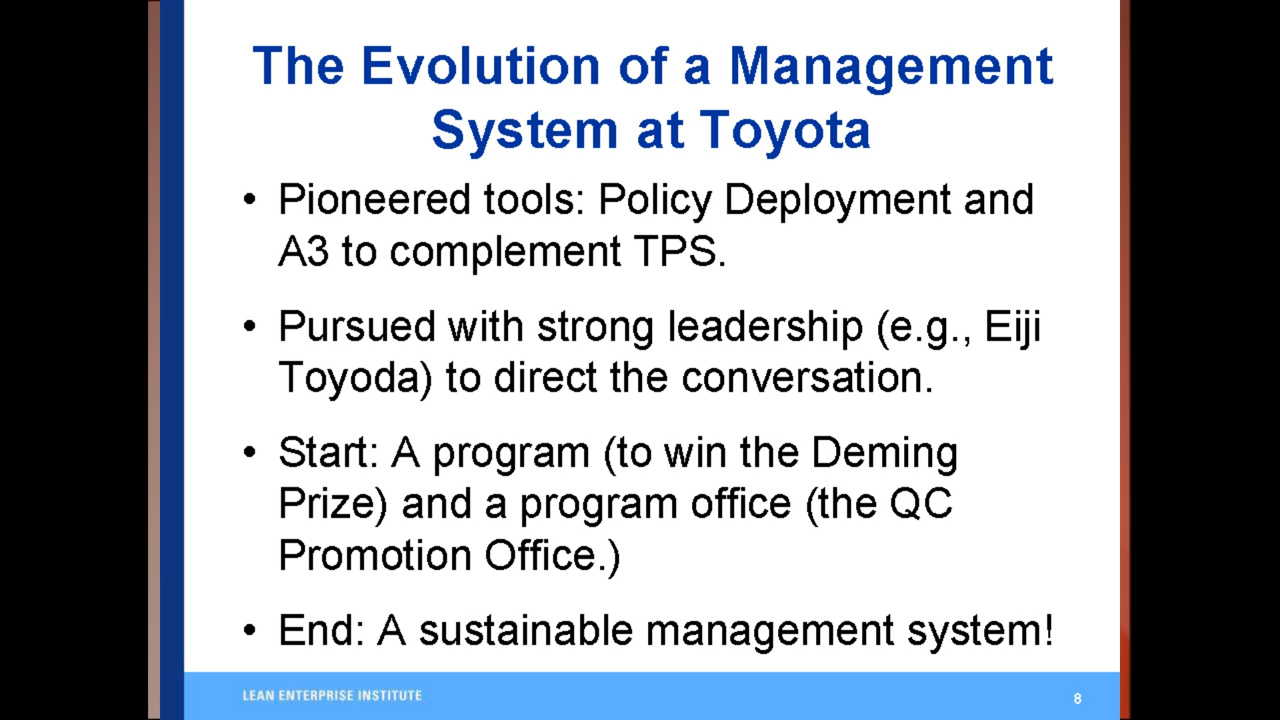 The Evolution of a Management
System at Toyota
• Pioneered tools: Policy Deployment and
A3 to complement TPS.
• Pursued with strong leadership (e.g., Eiji
Toyoda) to direct the conversation.
• Start: A program (to win the Deming
Prize) and a program office (the QC
Promotion Office.)
• End: A sustainable management system!
LEAN ENTERPRISE INSTITUTE
8